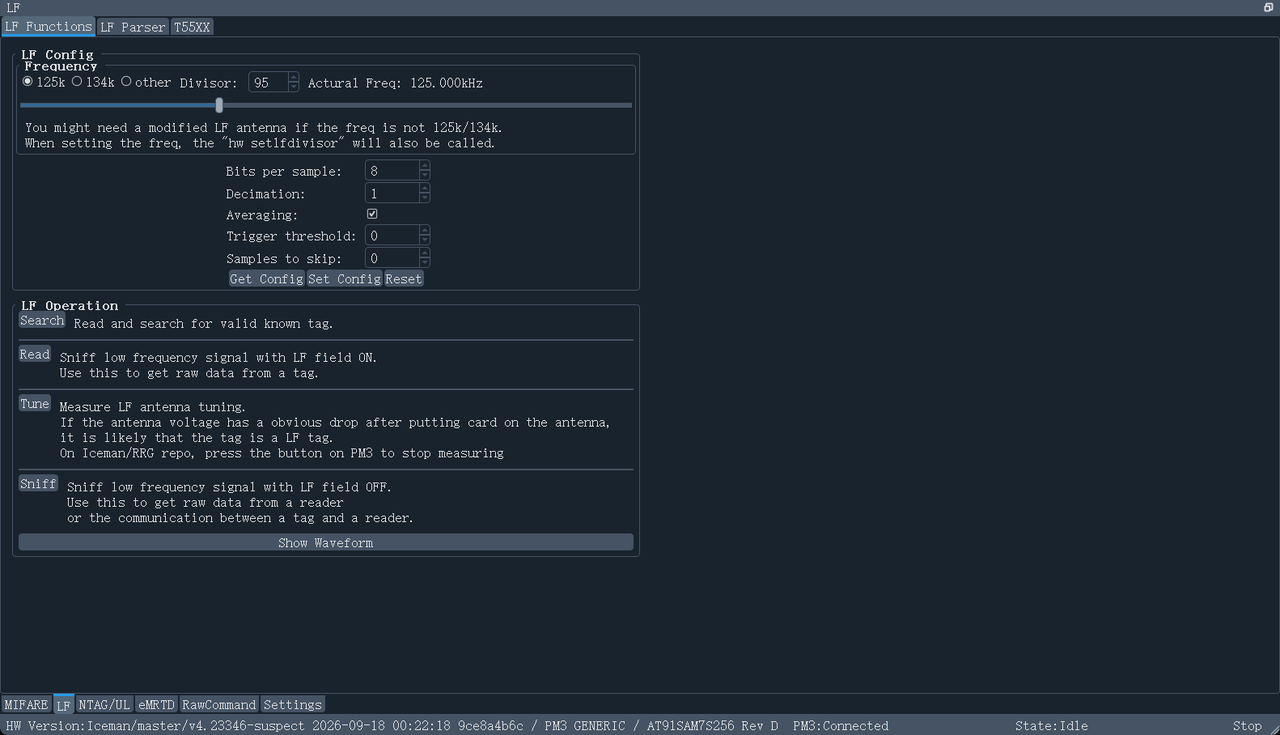 LF
LF Functions LF Parser T55XX
LF Config
Frequency
125k 134k other Divisor: 95 Actural Freq: 125.000kHz
You might need a modified LF antenna if the freq is not 125k/134k.
When setting the freq, the "hw setlfdivisor" will also be called.
Bits per sample: 8
Decimation: 1
Averaging:
Trigger threshold: 0
Samples to skip: 0
Get Config Set Config Reset
LF Operation
Search Read and search for valid known tag.
Read Sniff low frequency signal with LF field ON.
Use this to get raw data from a tag.
Tune Measure LF antenna tuning.
If the antenna voltage has a obvious drop after putting card on the antenna,
it is likely that the tag is a LF tag.
On Iceman/RRG repo, press the button on PM3 to stop measuring
Sniff Sniff low frequency signal with LF field OFF.
Use this to get raw data from a reader
or the communication between a tag and a reader.
Show Waveform
MIFARE LF NTAG/UL eMRTD RawCommand Settings
HW Version:Iceman/master/v4.23346-suspect 2026-09-18 00:22:18 9ce8a4b6c / PM3 GENERIC / AT91SAM7S256 Rev D PM3:Connected State:Idle Stop